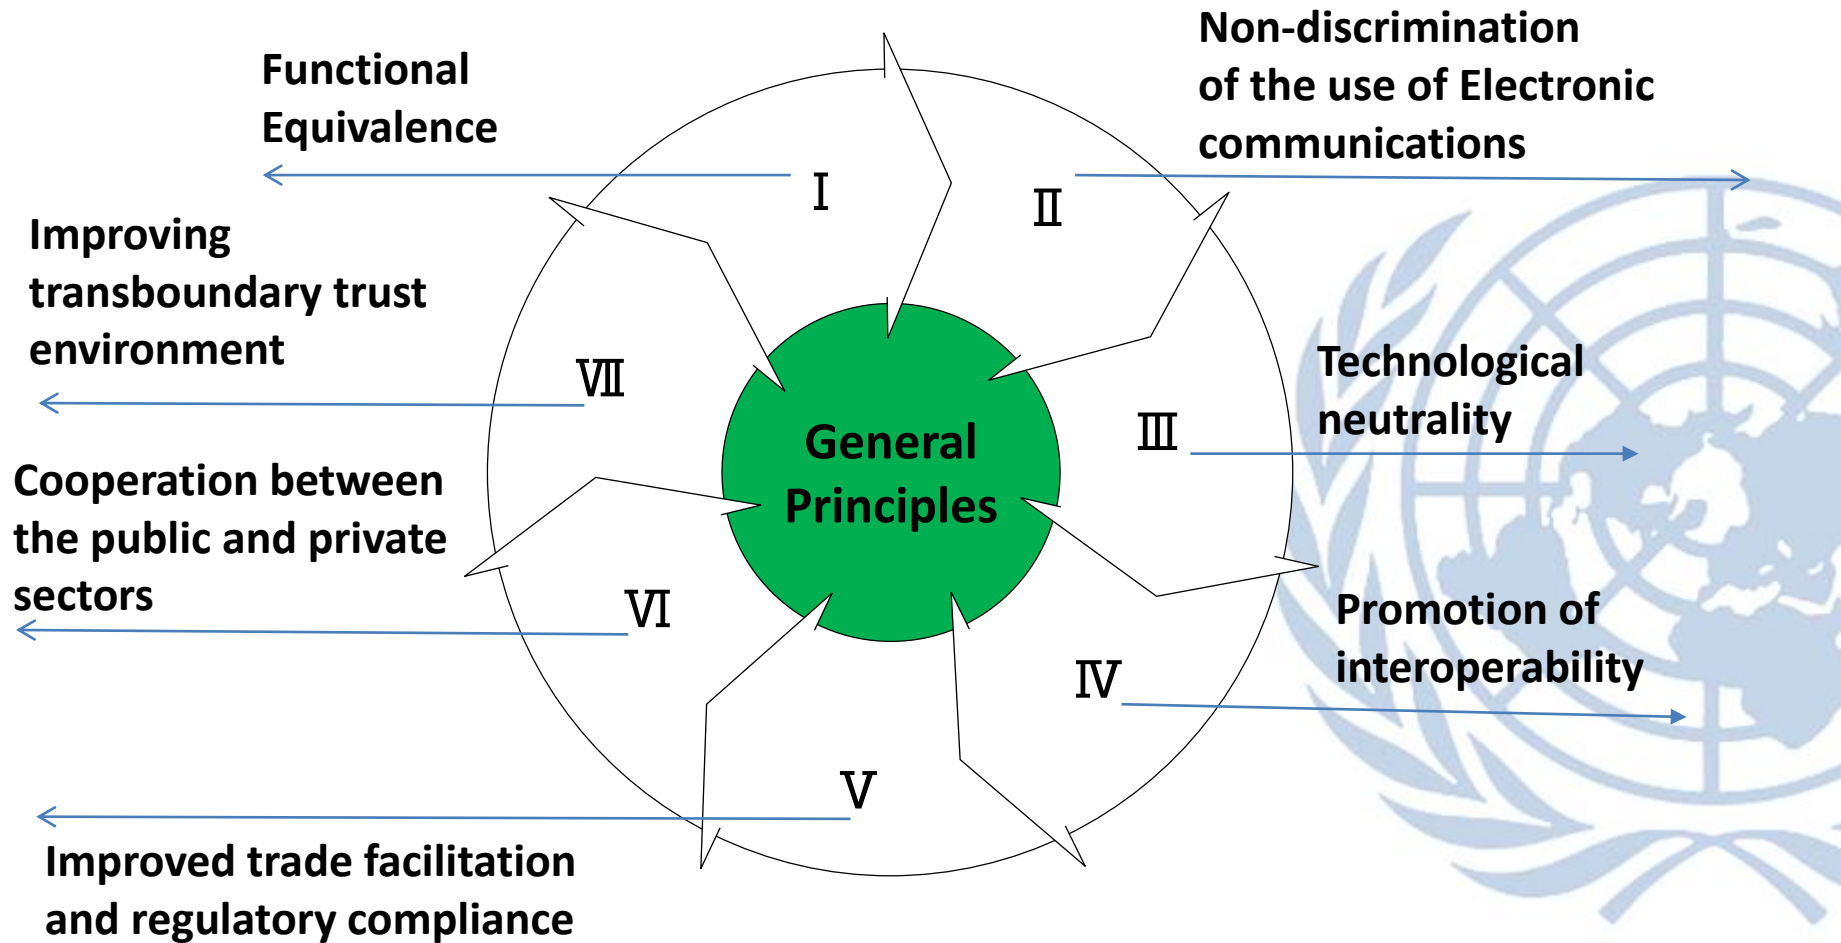 Functional
Equivalence
Non-discrimination
of the use of Electronic
communications
Ⅰ
Ⅱ
Improving
transboundary trust
environment
Ⅶ
Technological
neutrality
Ⅲ
General
Principles
Cooperation between
the public and private
sectors
Ⅵ
Promotion of
interoperability
Ⅳ
Ⅴ
Improved trade facilitation
and regulatory compliance